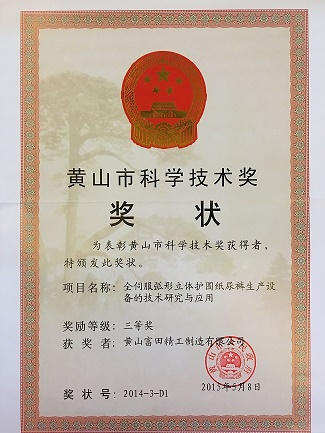 黄山市科学技术奖
奖 状
为表彰黄山市科学技术奖获得者，
特颁发此奖状。
项目名称：全伺服弧形立体护围纸尿裤生产设
备的技术研究与应用
奖励等级：三等奖
获 奖 者：黄山富田精工制造有限公司
奖 状 号：2014-3-D1
2015年5月8日